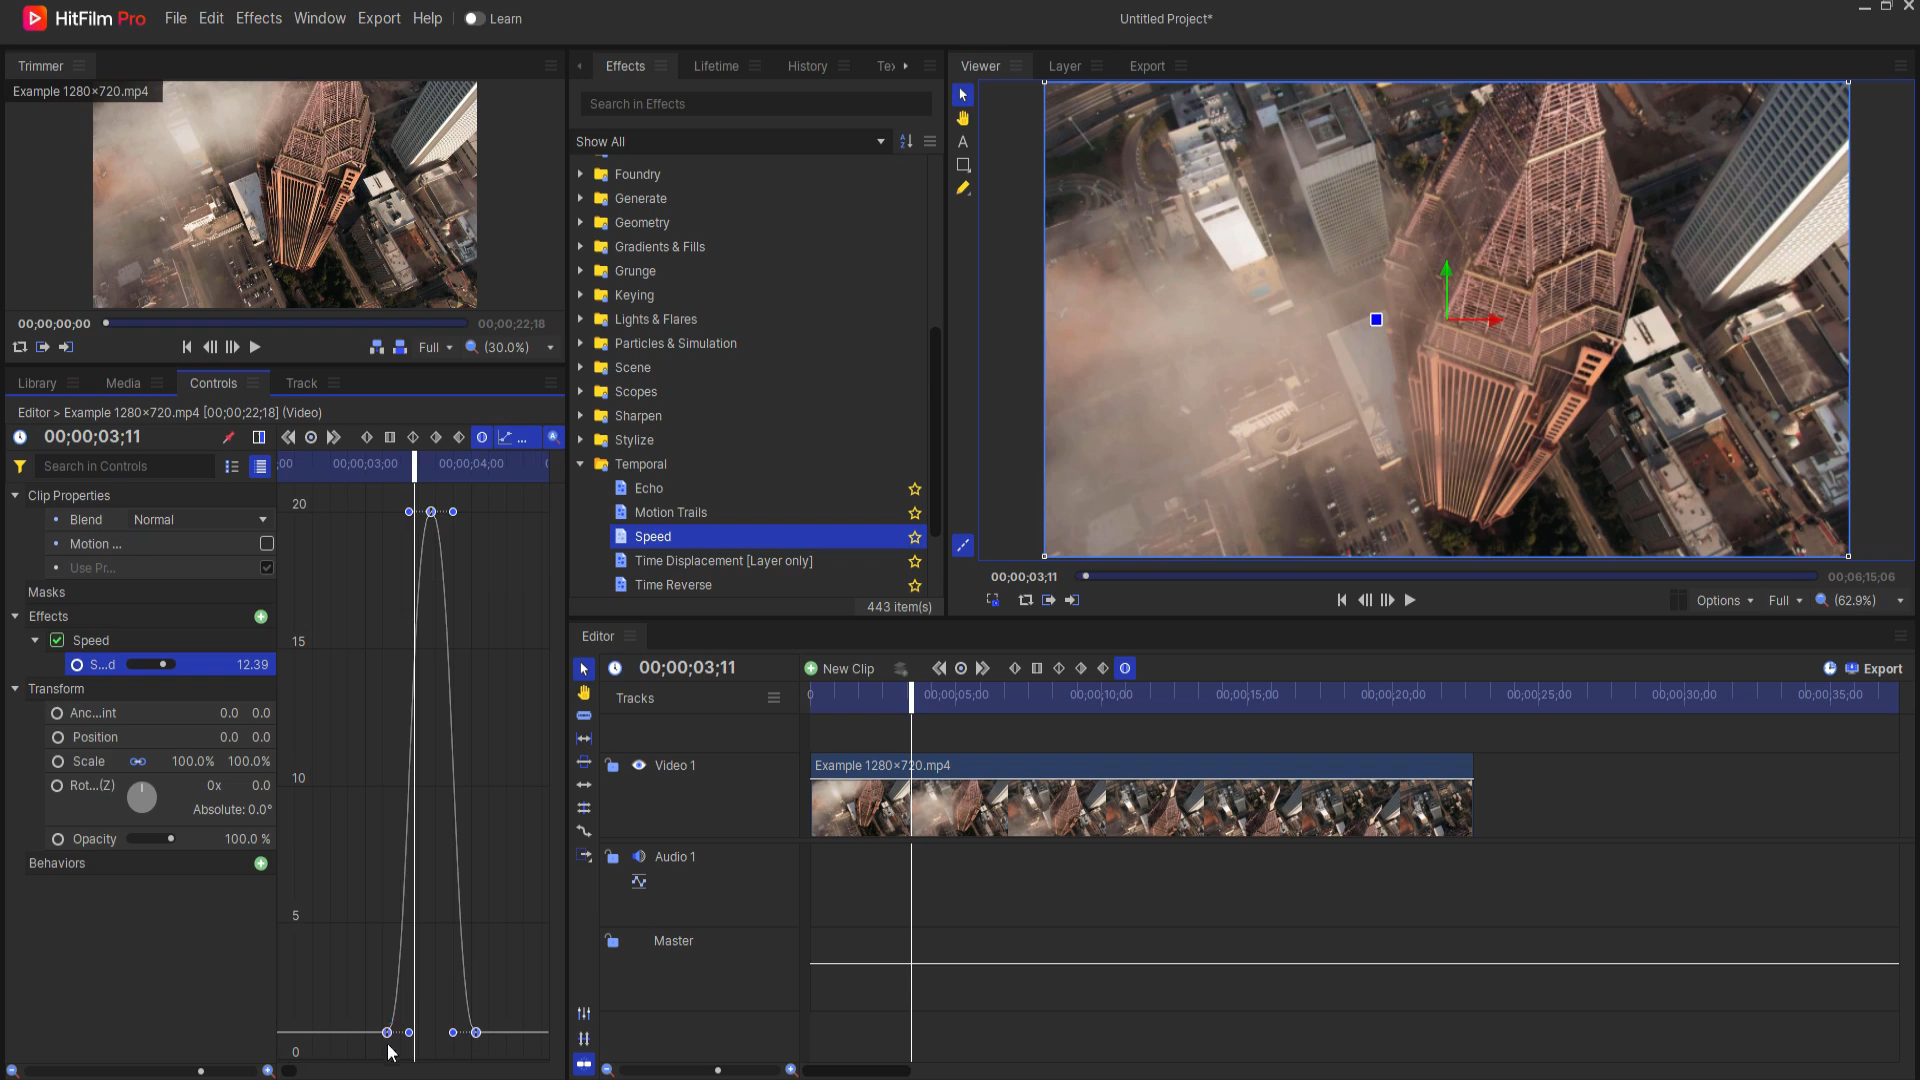 HitFilm Pro File Edit Effects Window Export Help Learn Untitled Project*
Trimmer
Example 1280×720.mp4
00;00;00;00 00;00;22;18
Full (30.0%)
Library Media Controls Track
Editor > Example 1280×720.mp4 [00;00;22;18] (Video)
00;00;03;11 ...
Search in Controls ;00 00;00;03;00 00;00;04;00
Clip Properties
Blend Normal
Motion ...
Use Pr...
Masks
Effects
Speed
S...d 12.39
Transform
Anc...int 0.0 0.0
Position 0.0 0.0
Scale 100.0% 100.0%
Rot...(Z) 0x 0.0
Absolute: 0.0°
Opacity 100.0 %
Behaviors
20
15
10
5
0
Effects Lifetime History
Search in Effects
Show All
Foundry
Generate
Geometry
Gradients & Fills
Grunge
Keying
Lights & Flares
Particles & Simulation
Scene
Scopes
Sharpen
Stylize
Temporal
Echo
Motion Trails
Speed
Time Displacement [Layer only]
Time Reverse
443 item(s)
Viewer Layer Export
A
00;00;03;11 00;06;15;06
Options Full (62.9%)
Editor
00;00;03;11 New Clip Export
Tracks 0 00;00;05;00 00;00;10;00 00;00;15;00 00;00;20;00 00;00;25;00 00;00;30;00 00;00;35;00
Video 1 Example 1280×720.mp4
Audio 1
Master